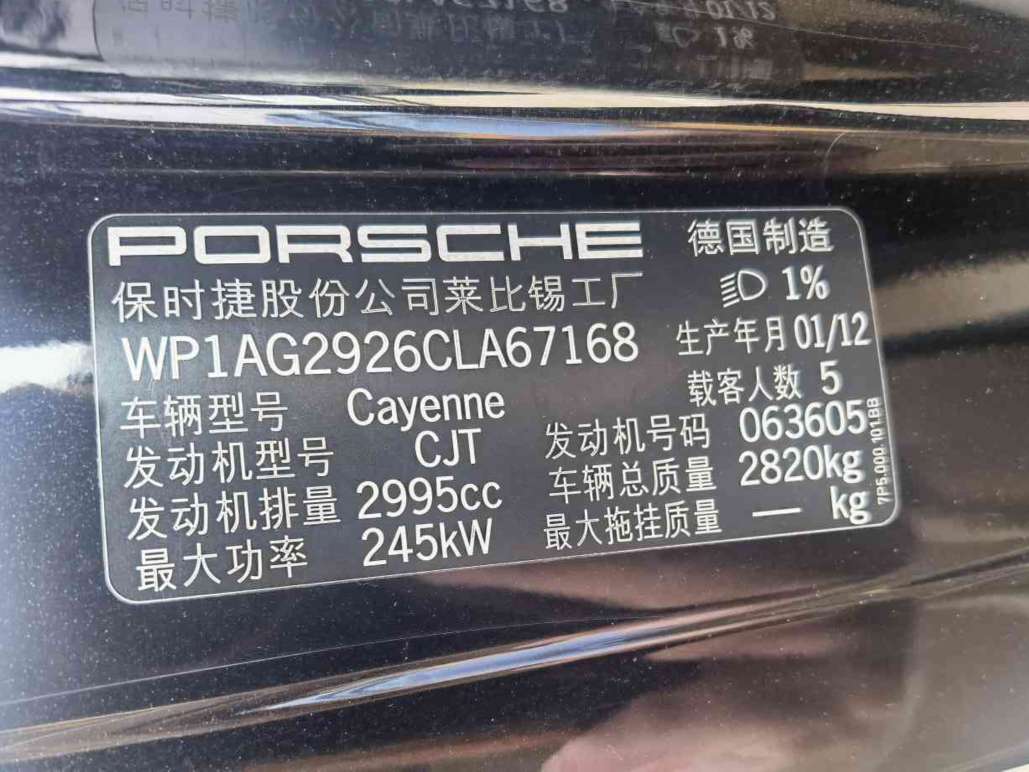 PORSCHE 德国制造
保时捷股份公司莱比锡工厂 1%
WP1AG2926CLA67168 生产年月 01/12
车辆型号 Cayenne 载客人数 5
发动机型号 CJT 发动机号码 063605
发动机排量 2995cc 车辆总质量 2820kg
最大功率 245kW 最大拖挂质量 — kg
7P5.000.101.BB